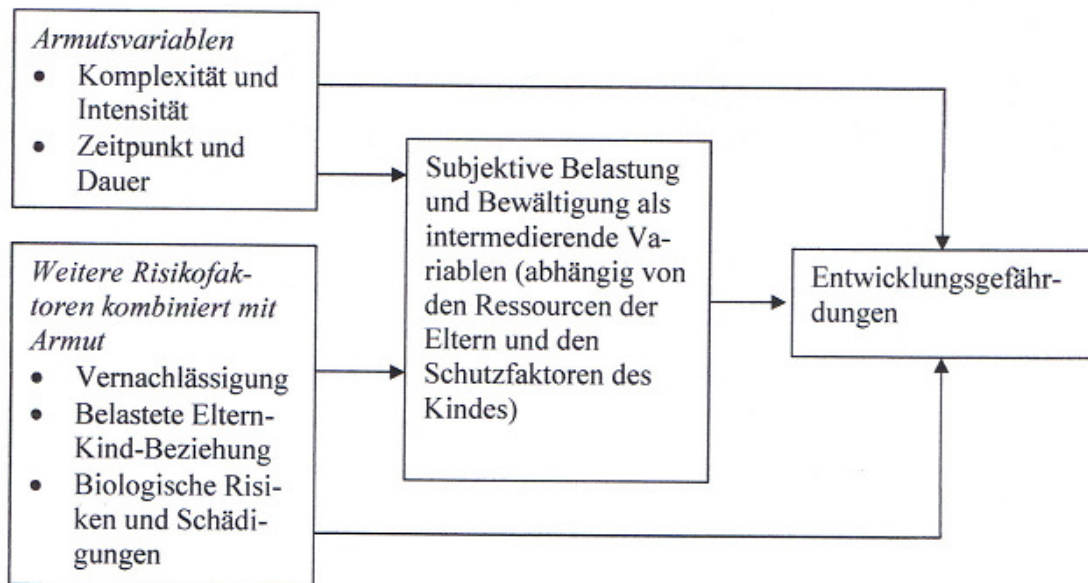 Armutsvariablen
• Komplexität und
Intensität
• Zeitpunkt und
Dauer
Weitere Risikofak-
toren kombiniert mit
Armut
• Vernachlässigung
• Belastete Eltern-
Kind-Beziehung
• Biologische Risi-
ken und Schädi-
gungen
Subjektive Belastung
und Bewältigung als
intermedierende Va-
riablen (abhängig von
den Ressourcen der
Eltern und den
Schutzfaktoren des
Kindes)
Entwicklungsgefähr-
dungen